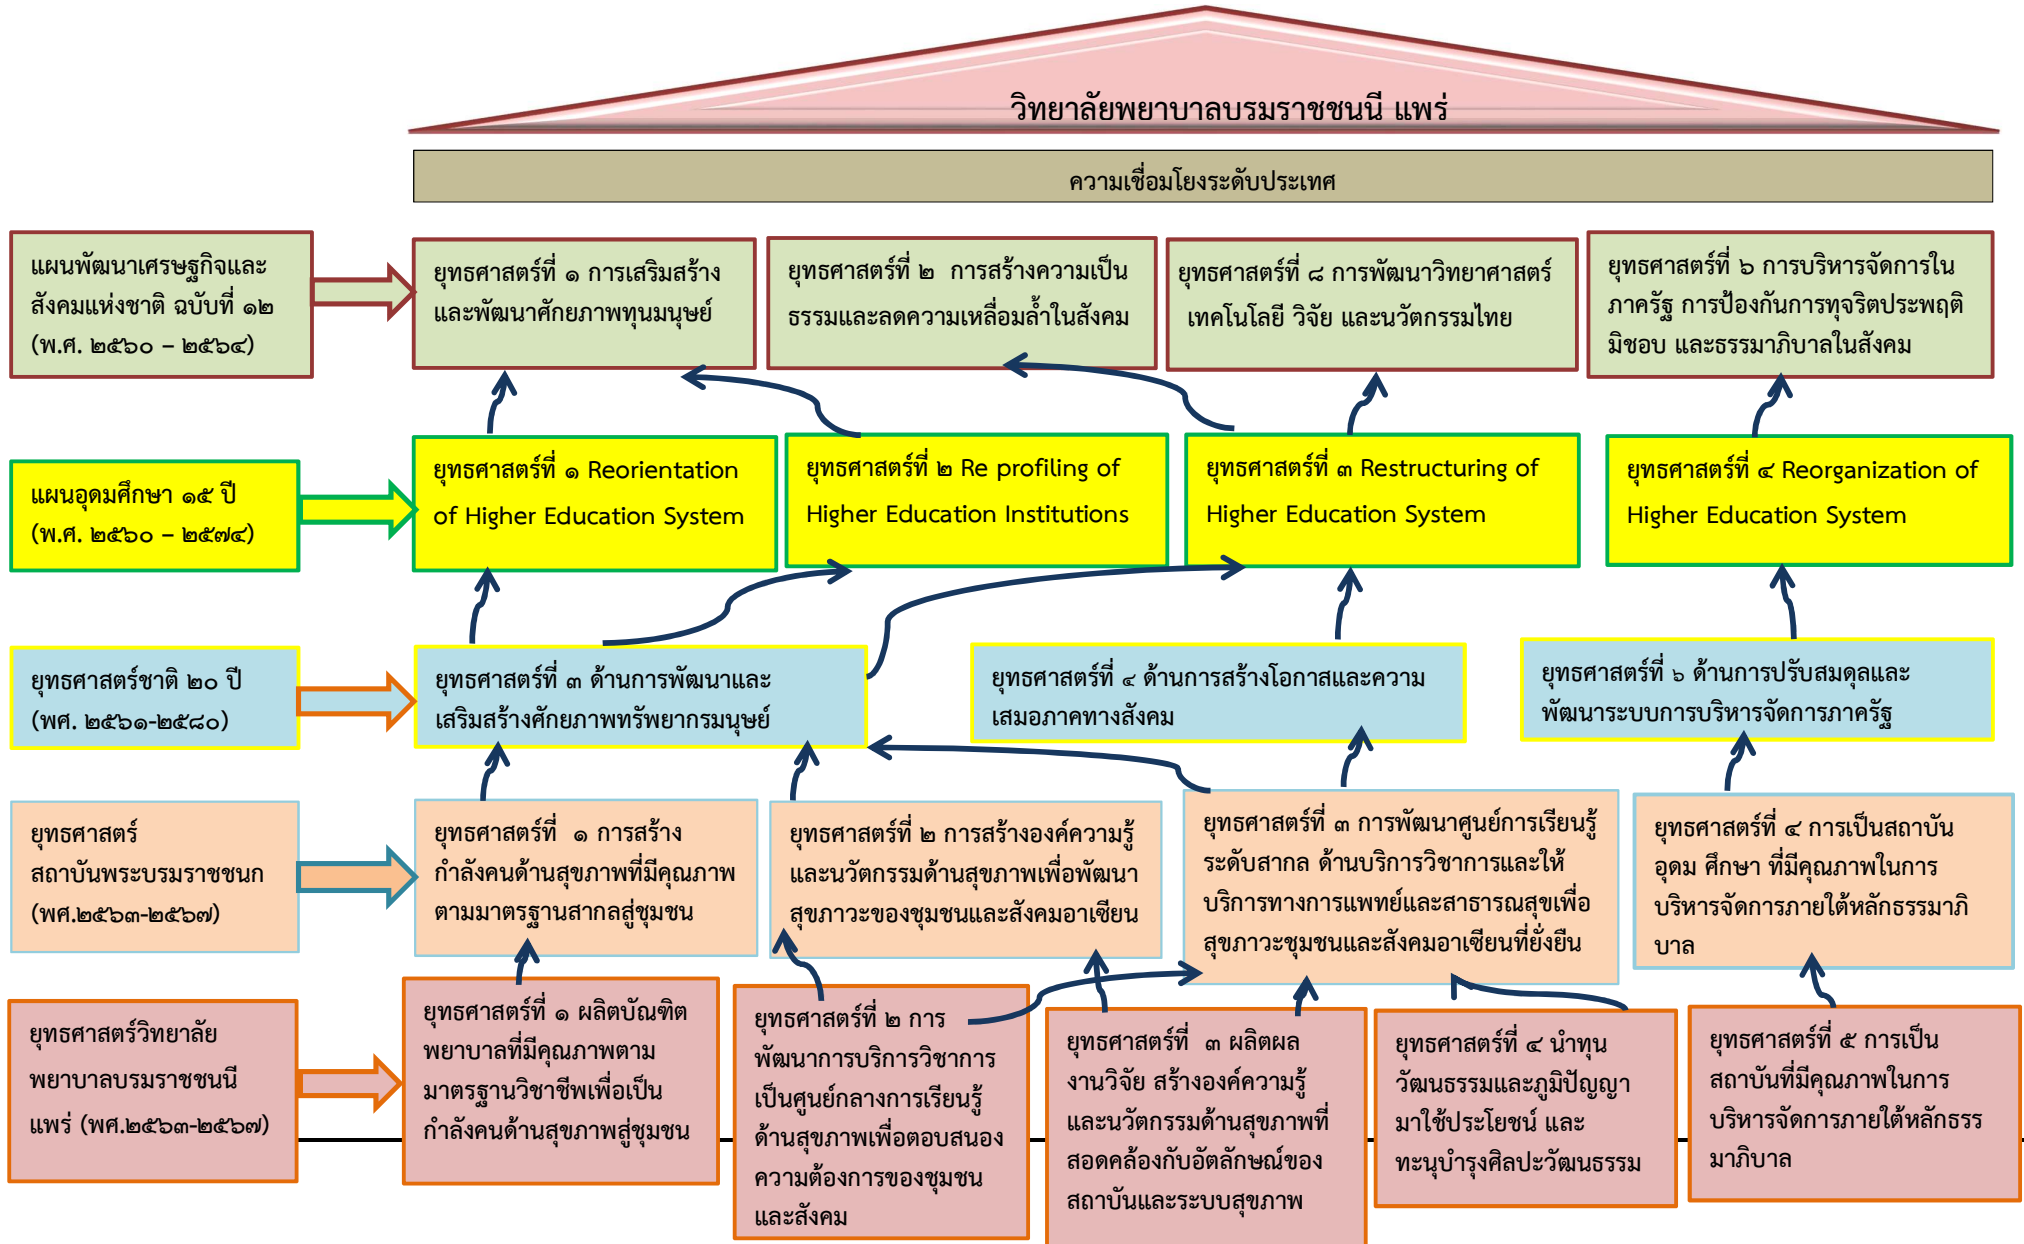 วิทยาลัยพยาบาลบรมราชชนนี แพร่
ความเชื่อมโยงระดับประเทศ
แผนพัฒนาเศรษฐกิจและ
สังคมแห่งชาติ ฉบับที่ ๑๒
(พ.ศ. ๒๕๖๐ – ๒๕๖๔)
ยุทธศาสตร์ที่ ๑ การเสริมสร้าง
และพัฒนาศักยภาพทุนมนุษย์
ยุทธศาสตร์ที่ ๒ การสร้างความเป็น
ธรรมและลดความเหลื่อมล้ำในสังคม
ยุทธศาสตร์ที่ ๘ การพัฒนาวิทยาศาสตร์
เทคโนโลยี วิจัย และนวัตกรรมไทย
ยุทธศาสตร์ที่ ๖ การบริหารจัดการใน
ภาครัฐ การป้องกันการทุจริตประพฤติ
มิชอบ และธรรมาภิบาลในสังคม
แผนอุดมศึกษา ๑๕ ปี
(พ.ศ. ๒๕๖๐ – ๒๕๗๔)
ยุทธศาสตร์ที่ ๑ Reorientation
of Higher Education System
ยุทธศาสตร์ที่ ๒ Re profiling of
Higher Education Institutions
ยุทธศาสตร์ที่ ๓ Restructuring of
Higher Education System
ยุทธศาสตร์ที่ ๔ Reorganization of
Higher Education System
ยุทธศาสตร์ชาติ ๒๐ ปี
(พศ. ๒๕๖๑-๒๕๘๐)
ยุทธศาสตร์ที่ ๓ ด้านการพัฒนาและ
เสริมสร้างศักยภาพทรัพยากรมนุษย์
ยุทธศาสตร์ที่ ๔ ด้านการสร้างโอกาสและความ
เสมอภาคทางสังคม
ยุทธศาสตร์ที่ ๖ ด้านการปรับสมดุลและ
พัฒนาระบบการบริหารจัดการภาครัฐ
ยุทธศาสตร์
สถาบันพระบรมราชชนก
(พศ.๒๕๖๓-๒๕๖๗)
ยุทธศาสตร์ที่ ๑ การสร้าง
กำลังคนด้านสุขภาพที่มีคุณภาพ
ตามมาตรฐานสากลสู่ชุมชน
ยุทธศาสตร์ที่ ๒ การสร้างองค์ความรู้
และนวัตกรรมด้านสุขภาพเพื่อพัฒนา
สุขภาวะของชุมชนและสังคมอาเซียน
ยุทธศาสตร์ที่ ๓ การพัฒนาศูนย์การเรียนรู้
ระดับสากล ด้านบริการวิชาการและให้
บริการทางการแพทย์และสาธารณสุขเพื่อ
สุขภาวะชุมชนและสังคมอาเซียนที่ยั่งยืน
ยุทธศาสตร์ที่ ๔ การเป็นสถาบัน
อุดม ศึกษา ที่มีคุณภาพในการ
บริหารจัดการภายใต้หลักธรรมาภิ
บาล
ยุทธศาสตร์วิทยาลัย
พยาบาลบรมราชชนนี
แพร่ (พศ.๒๕๖๓-๒๕๖๗)
ยุทธศาสตร์ที่ ๑ ผลิตบัณฑิต
พยาบาลที่มีคุณภาพตาม
มาตรฐานวิชาชีพเพื่อเป็น
กำลังคนด้านสุขภาพสู่ชุมชน
ยุทธศาสตร์ที่ ๒ การ
พัฒนาการบริการวิชาการ
เป็นศูนย์กลางการเรียนรู้
ด้านสุขภาพเพื่อตอบสนอง
ความต้องการของชุมชน
และสังคม
ยุทธศาสตร์ที่ ๓ ผลิตผล
งานวิจัย สร้างองค์ความรู้
และนวัตกรรมด้านสุขภาพที่
สอดคล้องกับอัตลักษณ์ของ
สถาบันและระบบสุขภาพ
ยุทธศาสตร์ที่ ๔ นำทุน
วัฒนธรรมและภูมิปัญญา
มาใช้ประโยชน์ และ
ทะนุบำรุงศิลปะวัฒนธรรม
ยุทธศาสตร์ที่ ๕ การเป็น
สถาบันที่มีคุณภาพในการ
บริหารจัดการภายใต้หลักธรร
มาภิบาล